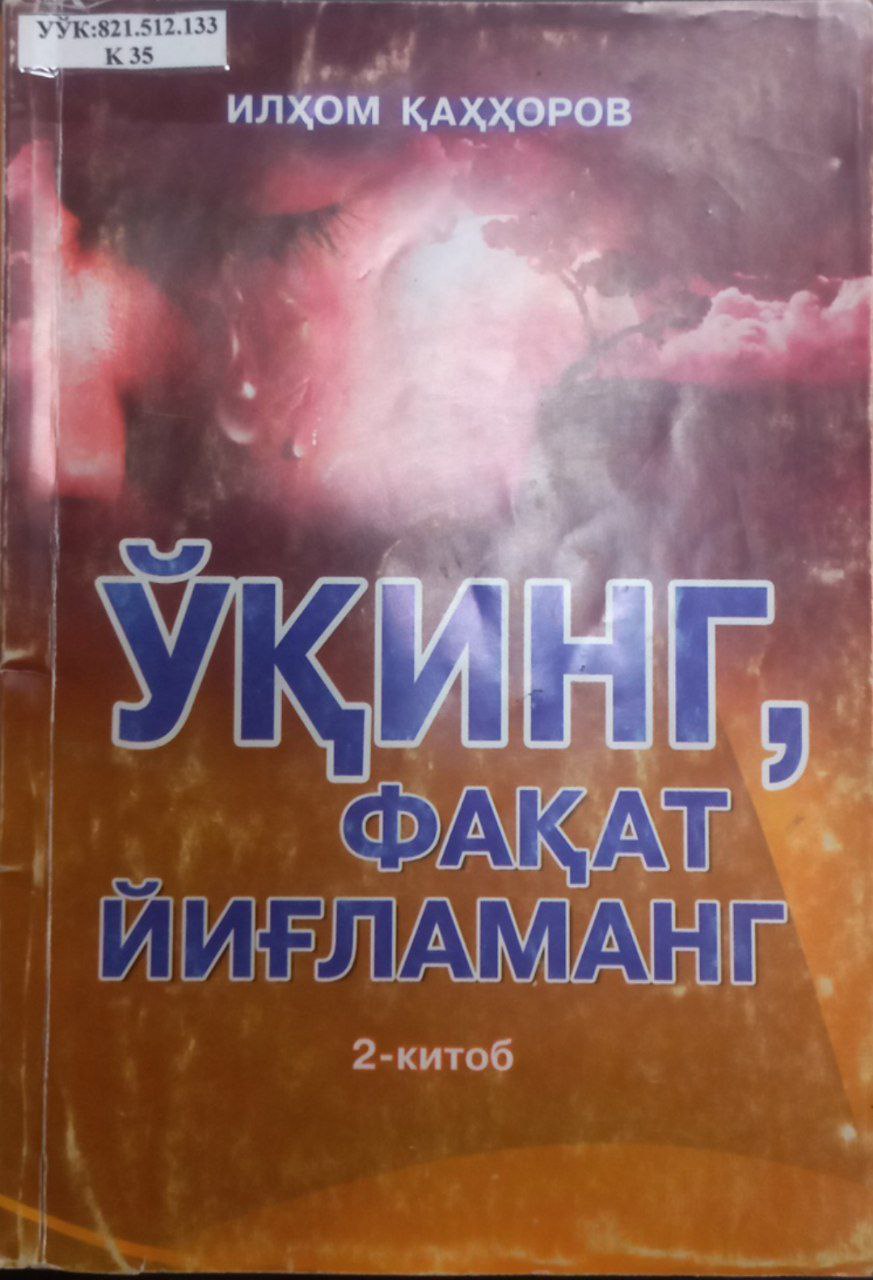 УЎК:821.512.133
К 35
ИЛҲОМ ҚАҲҲОРОВ
ЎҚИНГ,
ФАҚАТ
ЙИҒЛАМАНГ
2-китоб